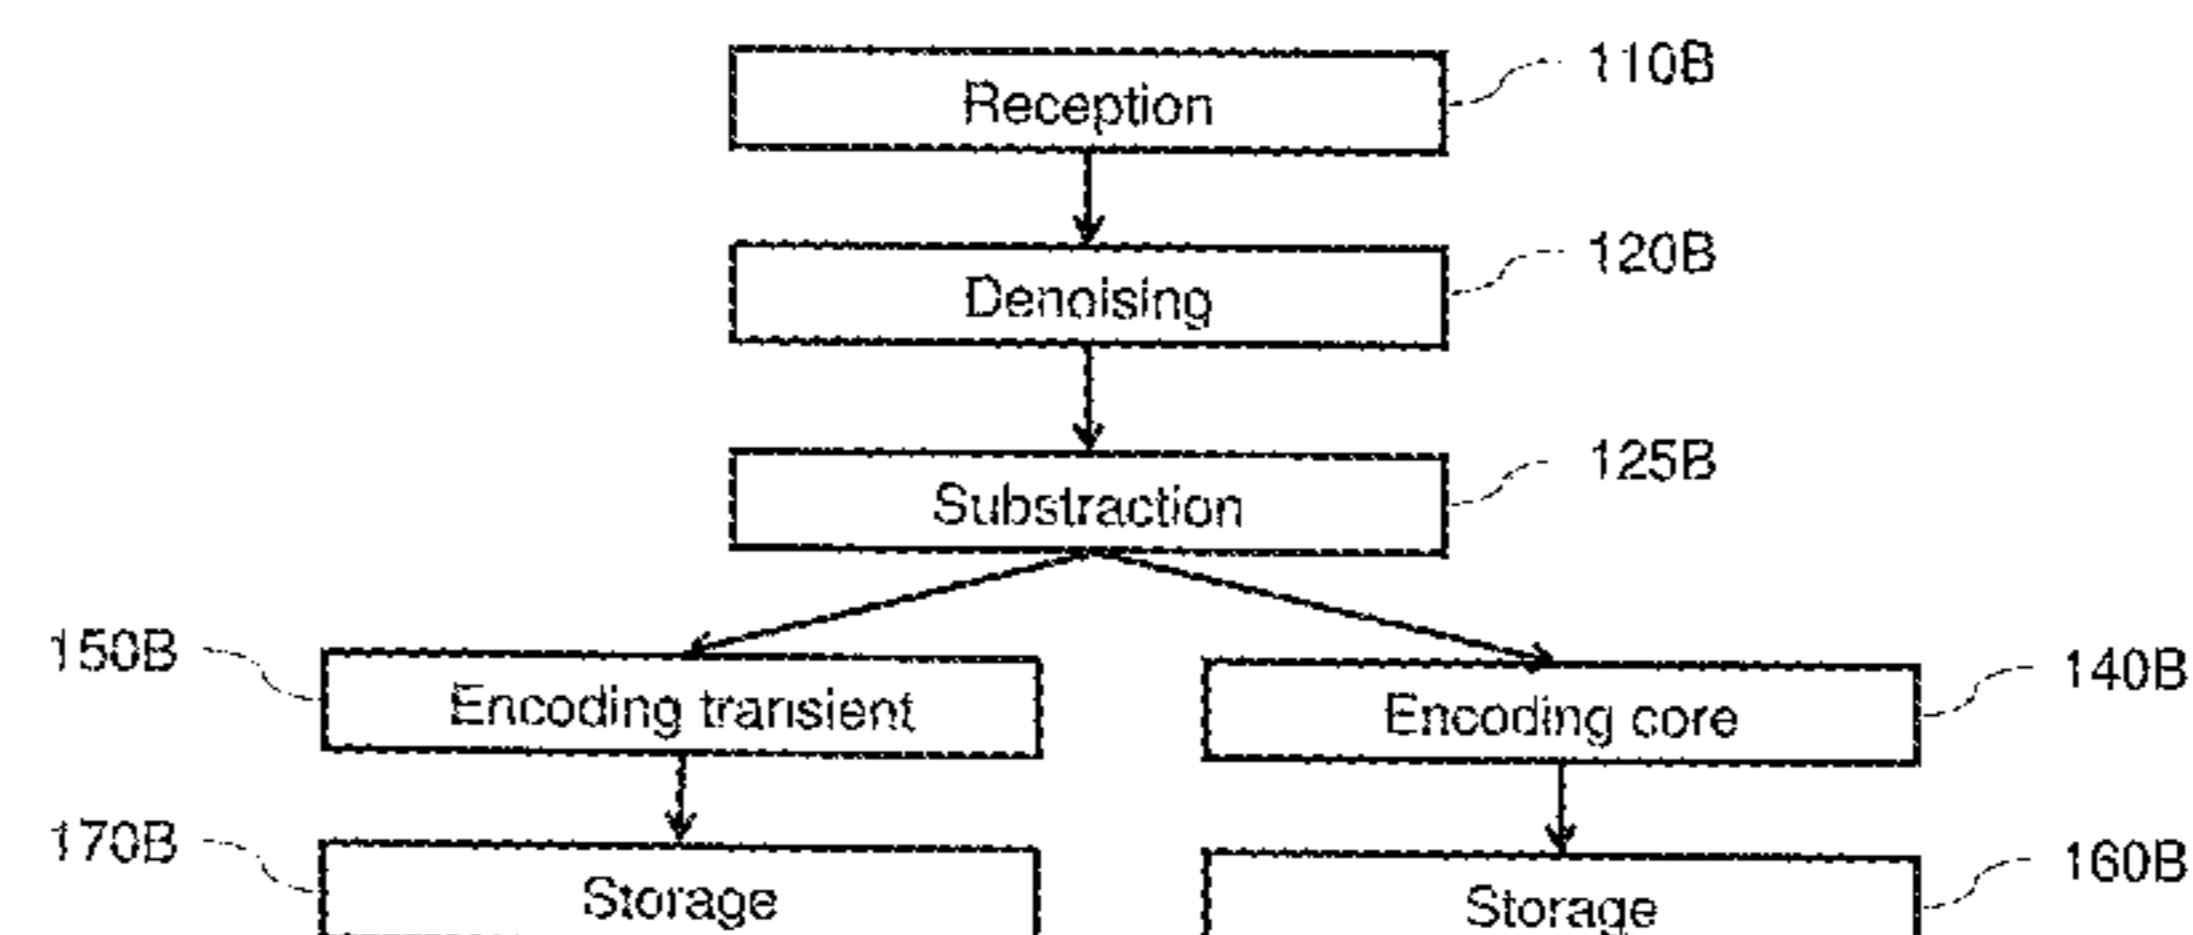 Reception 110B
Denoising 120B
Substraction 125B
150B Encoding transient Encoding core 140B
170B Storage Storage 160B